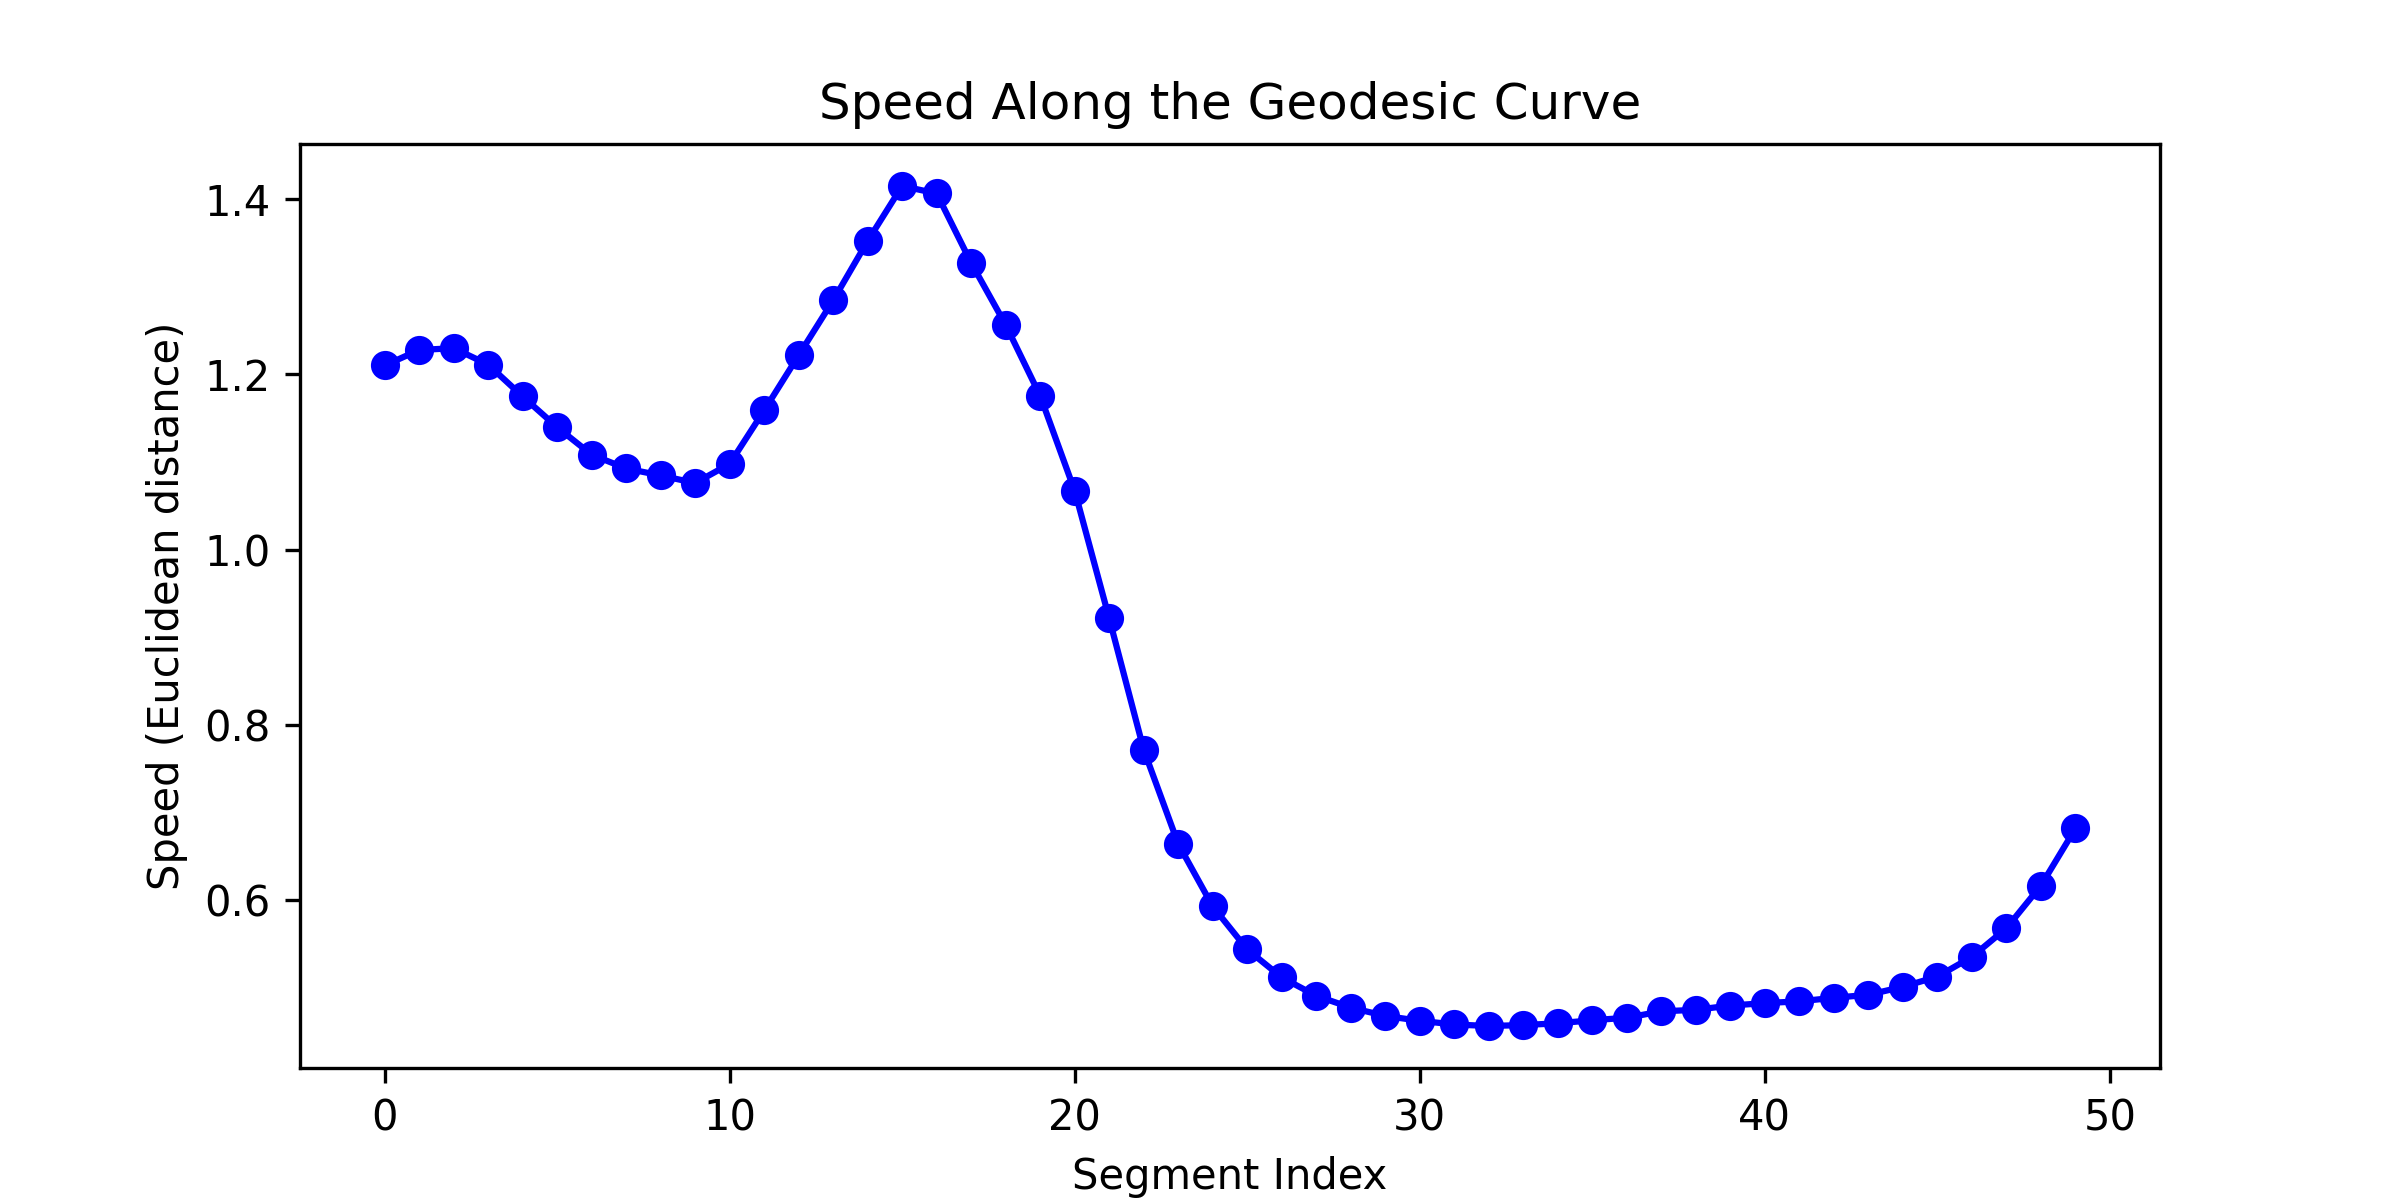 Speed Along the Geodesic Curve
Speed (Euclidean distance)
1.4
1.2
1.0
0.8
0.6
0 10 20 30 40 50
Segment Index